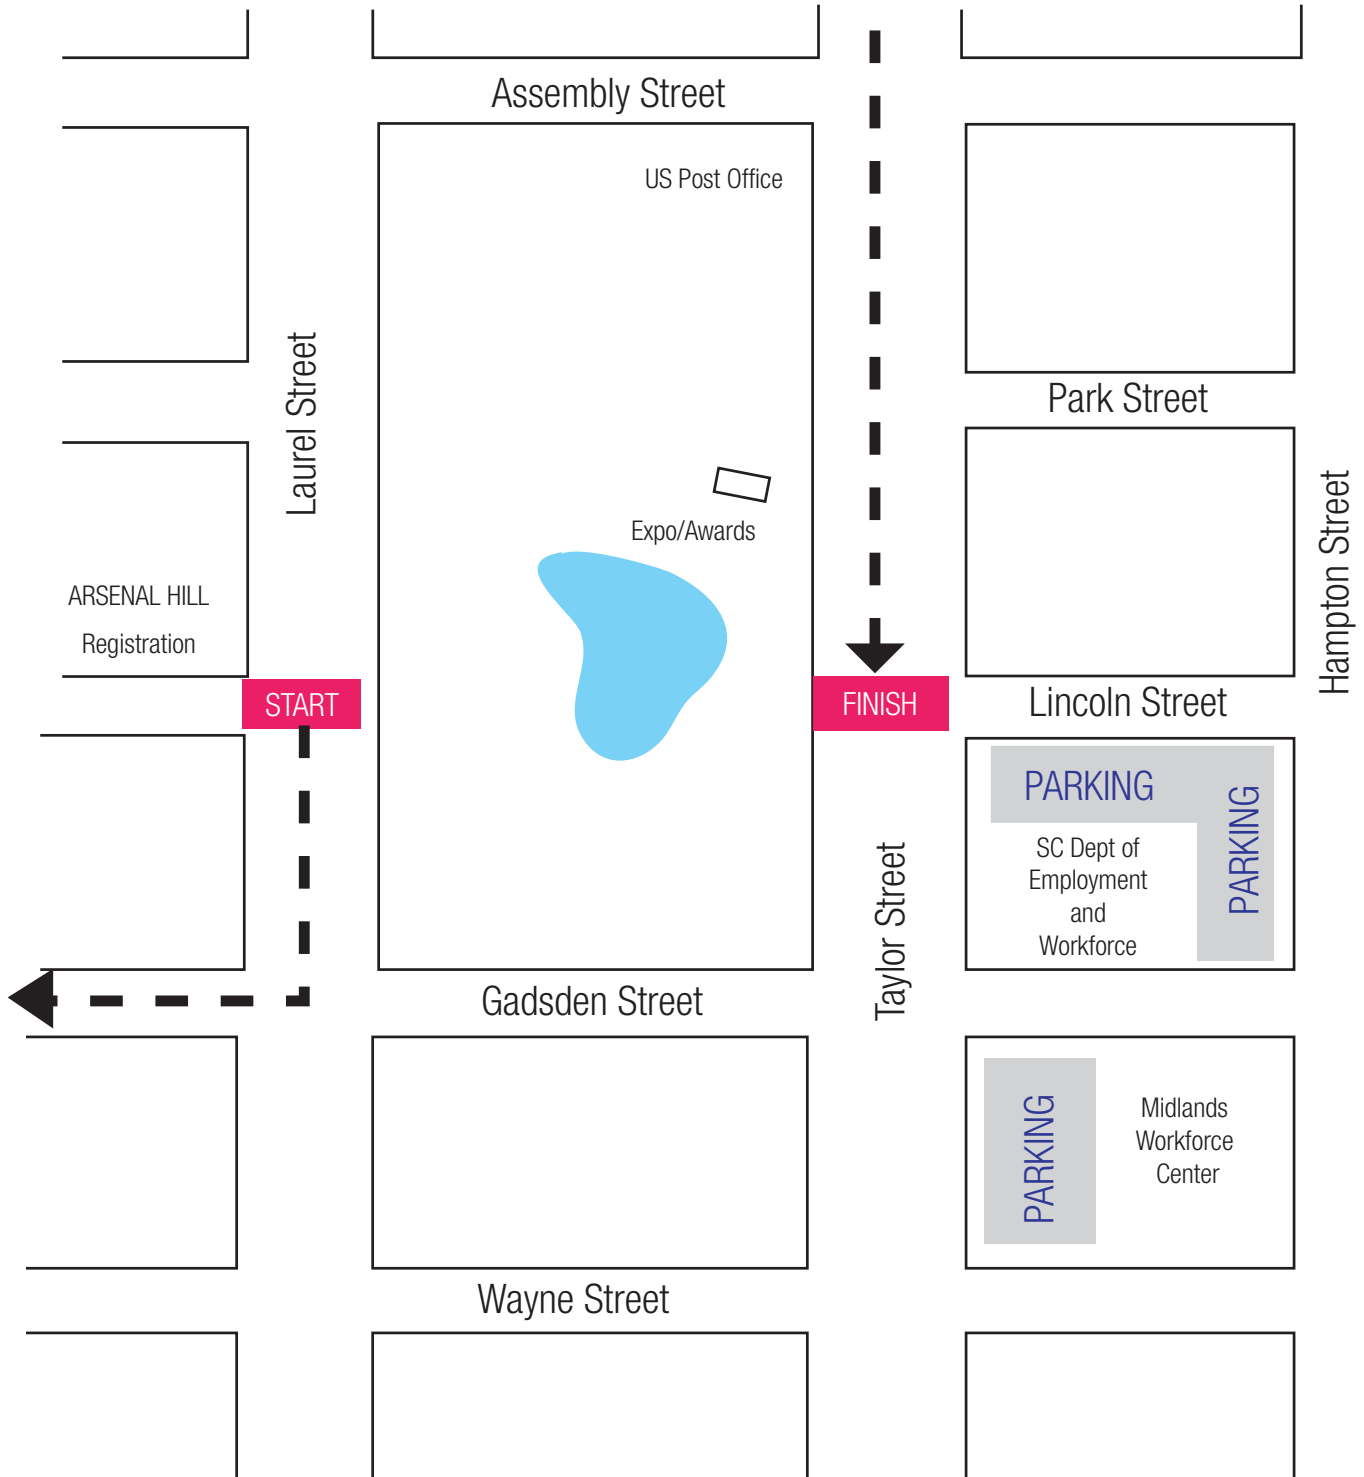 Assembly Street
US Post Office
Laurel Street
Park Street
Hampton Street
Expo/Awards
ARSENAL HILL
Registration
START
FINISH
Lincoln Street
PARKING
PARKING
SC Dept of
Employment
and
Workforce
Taylor Street
Gadsden Street
PARKING
Midlands
Workforce
Center
Wayne Street